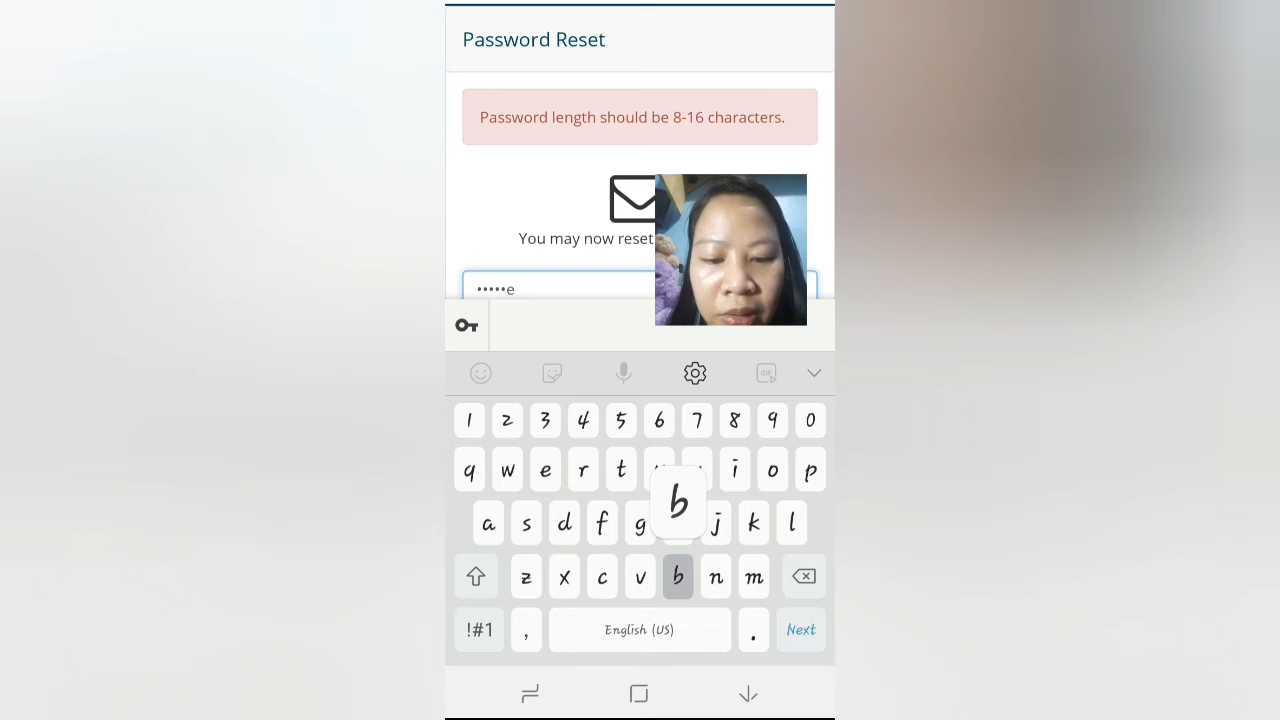 Password Reset
Password length should be 8-16 characters.
You may now reset
•••••e
GIF
1 2 3 4 5 6 7 8 9 0
q w e r t i o p
b
a s d f g j k l
z x c v b n m
!#1 , English (US) . Next